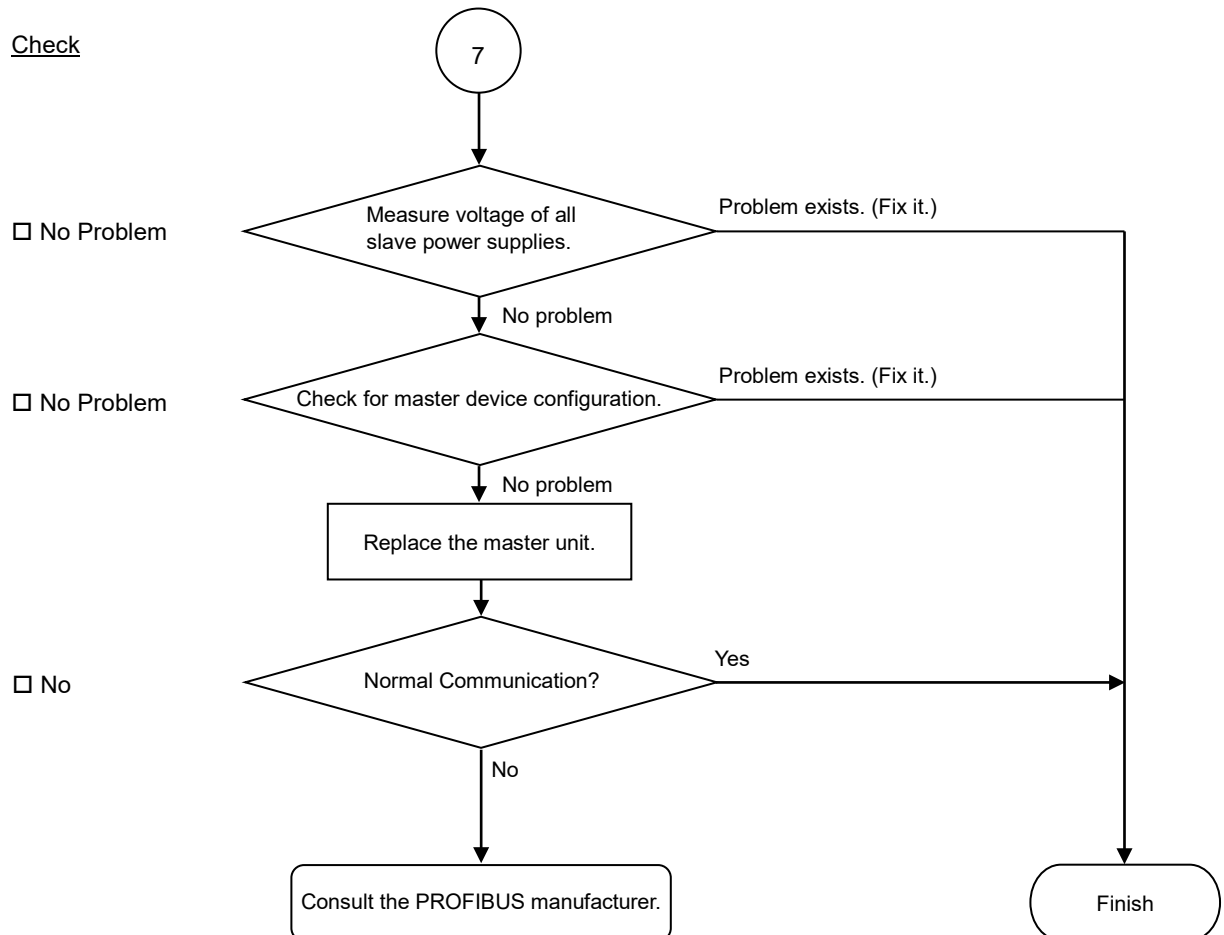 Check
7
Measure voltage of all
slave power supplies.
Problem exists. (Fix it.)
☐ No Problem
No problem
Check for master device configuration.
Problem exists. (Fix it.)
☐ No Problem
No problem
Replace the master unit.
Normal Communication?
Yes
☐ No
No
Consult the PROFIBUS manufacturer.
Finish